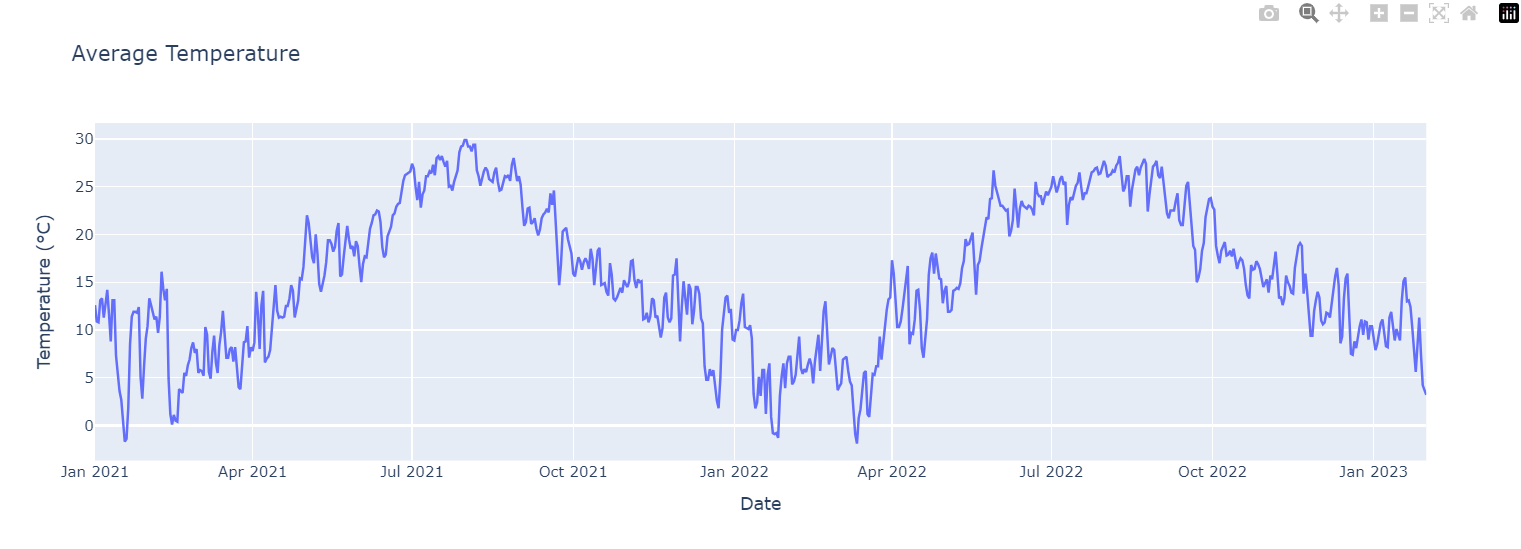 Average Temperature
30
25
20
15
10
5
0
Temperature (°C)
Jan 2021 Apr 2021 Jul 2021 Oct 2021 Jan 2022 Apr 2022 Jul 2022 Oct 2022 Jan 2023
Date